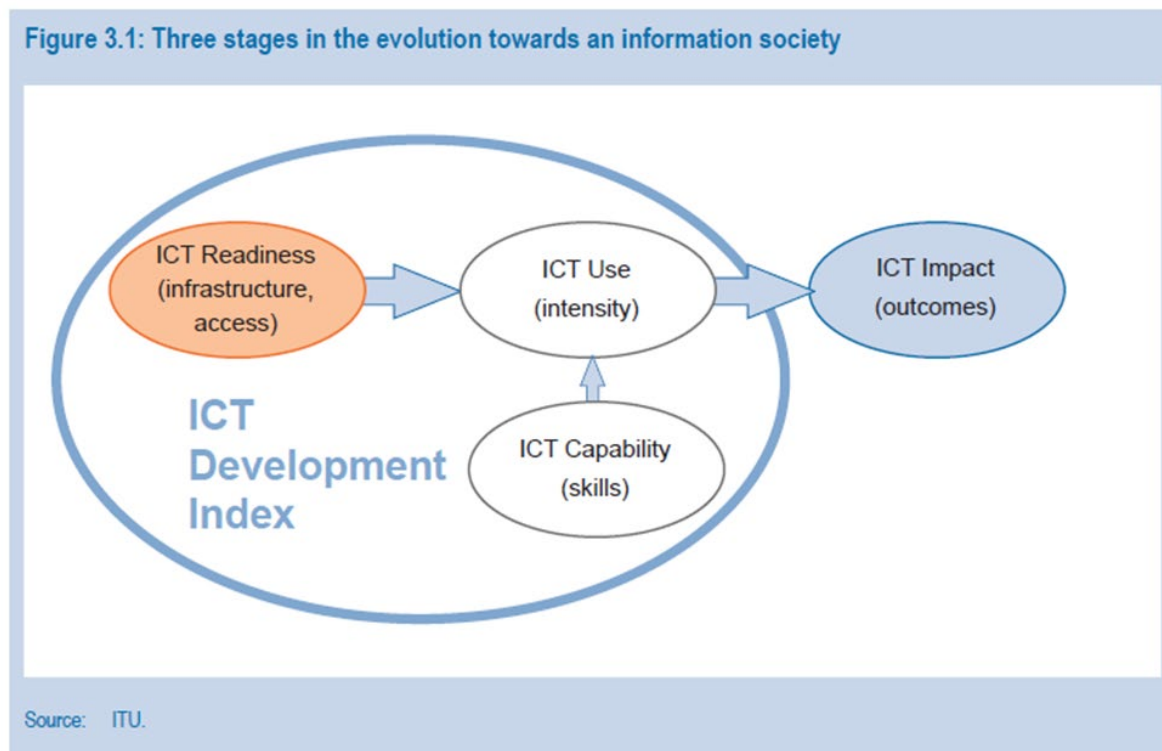 Figure 3.1: Three stages in the evolution towards an information society
ICT Readiness
(infrastructure,
access)
ICT Use
(intensity)
ICT Impact
(outcomes)
ICT
Development
Index
ICT Capability
(skills)
Source: ITU.